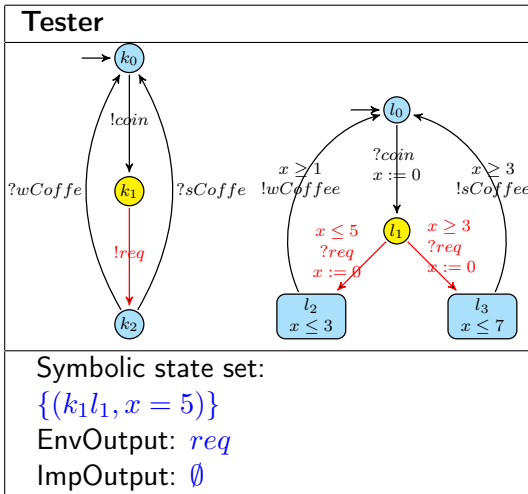 Tester
k₀
!coin
?wCoffe
k₁
?sCoffe
!req
k₂
l₀
x ≥ 1
!wCoffee
?coin
x := 0
x ≥ 3
!sCoffee
l₁
x ≤ 5
?req
x := 0
x ≥ 3
?req
x := 0
l₂
x ≤ 3
l₃
x ≤ 7
Symbolic state set:
{(k₁l₁, x = 5)}
EnvOutput: req
ImpOutput: ∅